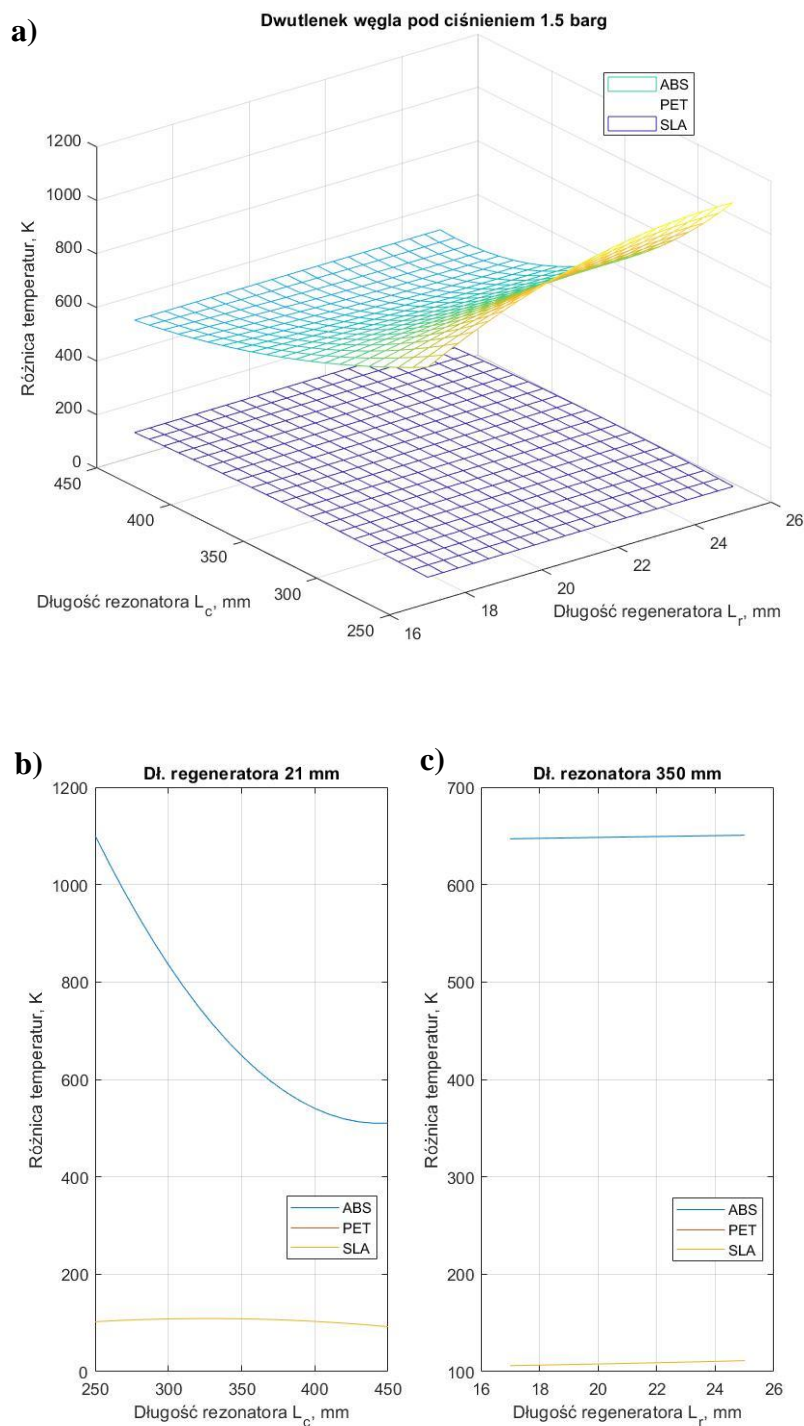 a)
Dwutlenek węgla pod ciśnieniem 1.5 barg
ABS
PET
SLA
1200
1000
800
600
400
200
0
Różnica temperatur, K
450
400
350
300
250
Długość rezonatora L_c, mm
16
18
20
22
24
26
Długość regeneratora L_r, mm
b)
Dł. regeneratora 21 mm
1200
1000
800
600
400
200
0
Różnica temperatur, K
ABS
PET
SLA
250 300 350 400 450
Długość rezonatora L_c, mm
c)
Dł. rezonatora 350 mm
700
600
500
400
300
200
100
Różnica temperatur, K
ABS
PET
SLA
16 18 20 22 24 26
Długość regeneratora L_r, mm